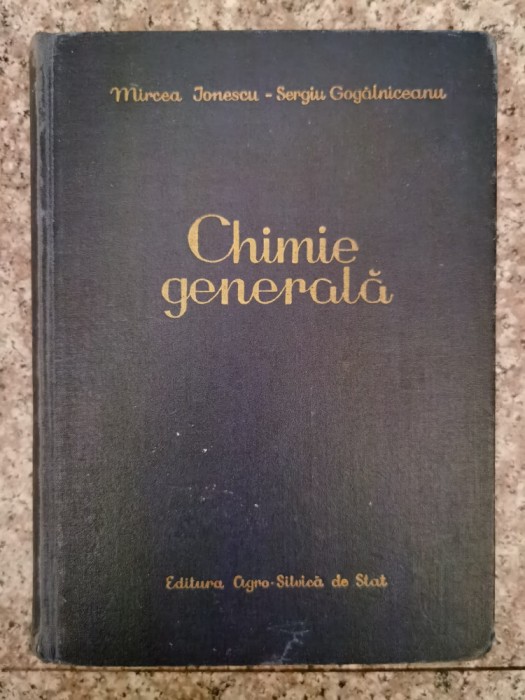 Mircea Ionescu - Sergiu Gogâlniceanu
Chimie
generală
Editura Agro-Silvică de Stat